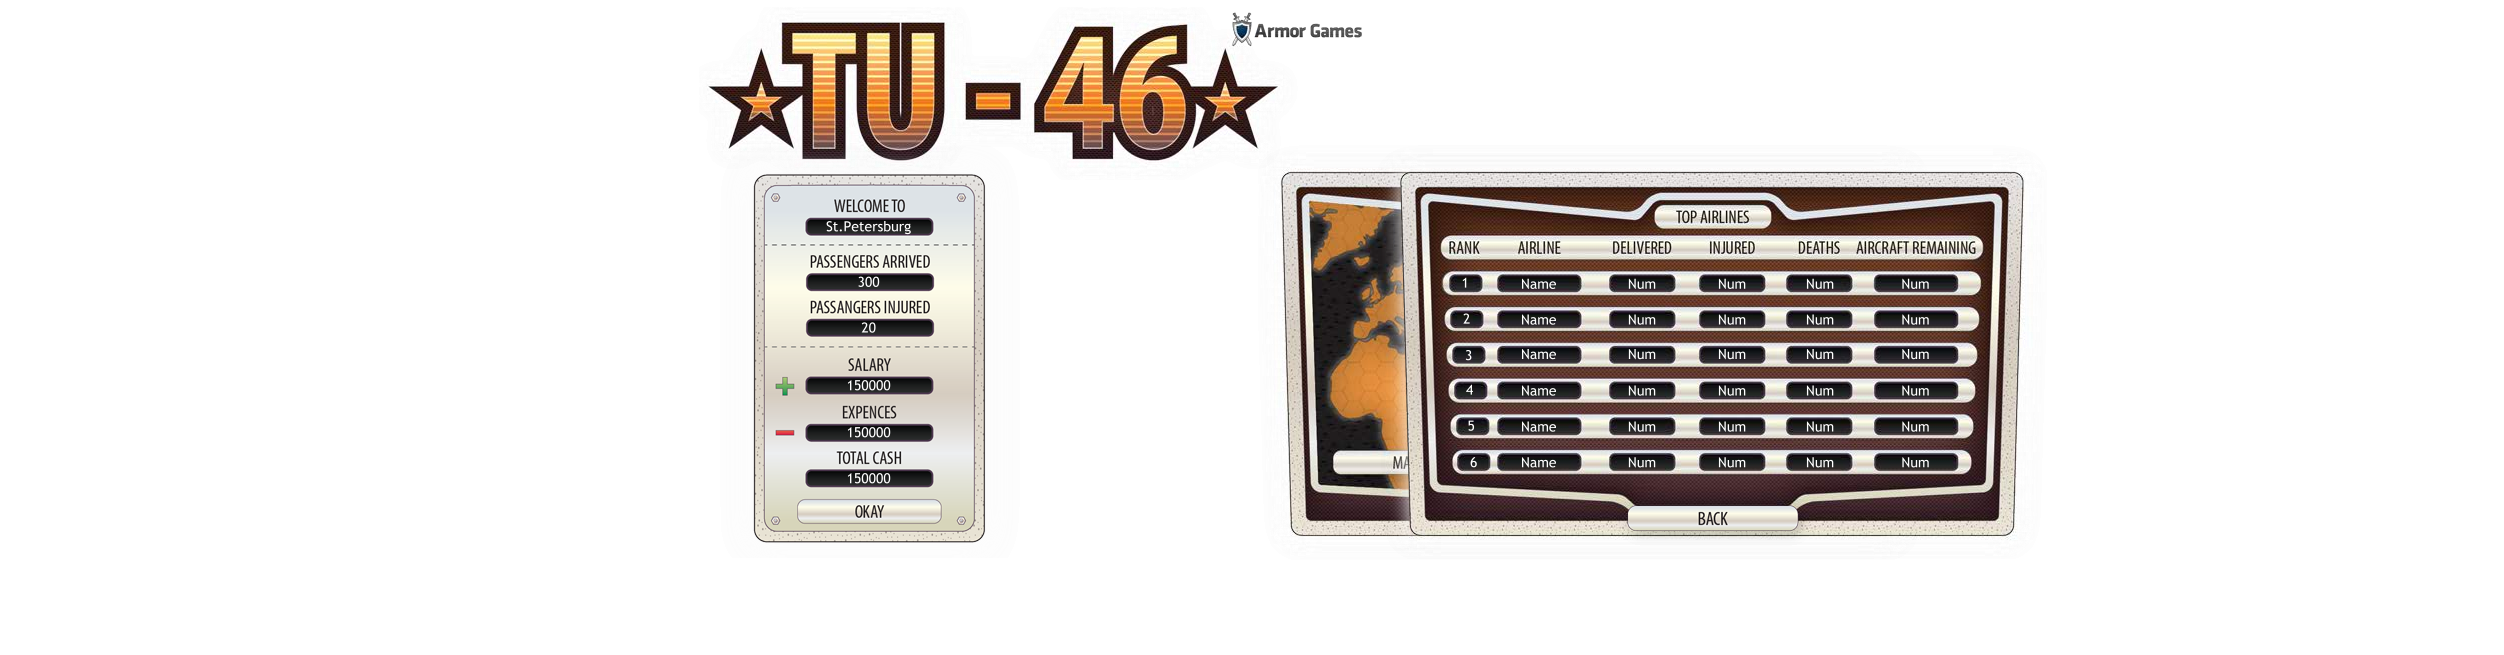 TU - 46
Armor Games
WELCOME TO
St.Petersburg
PASSENGERS ARRIVED
300
PASSANGERS INJURED
20
SALARY
150000
EXPENCES
150000
TOTAL CASH
150000
OKAY
MA
TOP AIRLINES
RANK AIRLINE DELIVERED INJURED DEATHS AIRCRAFT REMAINING
1 Name Num Num Num Num
2 Name Num Num Num Num
3 Name Num Num Num Num
4 Name Num Num Num Num
5 Name Num Num Num Num
6 Name Num Num Num Num
BACK